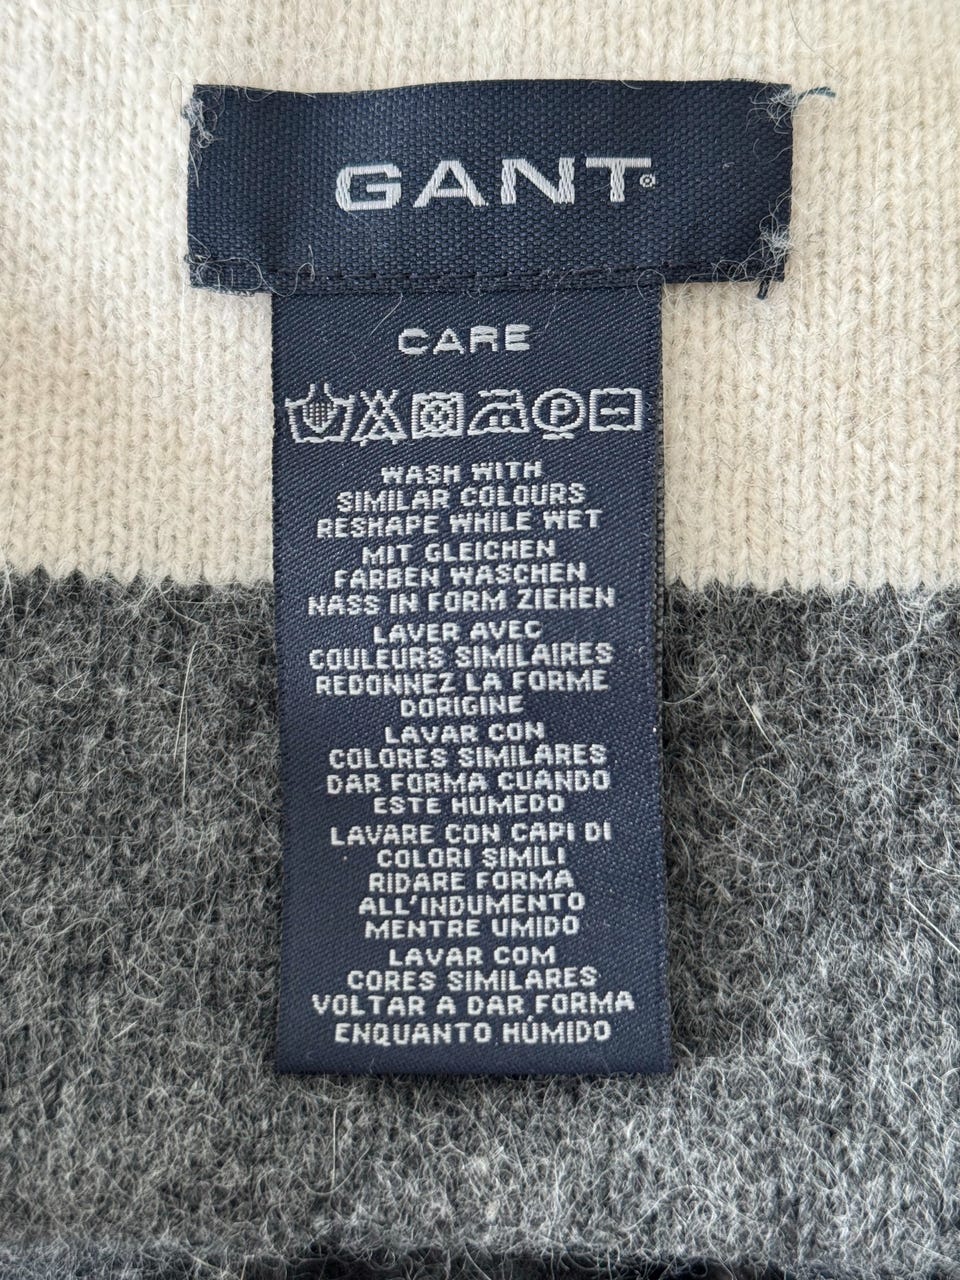 GANT®
CARE
P
WASH WITH
SIMILAR COLOURS
RESHAPE WHILE WET
MIT GLEICHEN
FARBEN WASCHEN
NASS IN FORM ZIEHEN
LAVER AVEC
COULEURS SIMILAIRES
REDONNEZ LA FORME
DORIGINE
LAVAR CON
COLORES SIMILARES
DAR FORMA CUANDO
ESTE HUMEDO
LAVARE CON CAPI DI
COLORI SIMILI
RIDARE FORMA
ALL'INDUMENTO
MENTRE UMIDO
LAVAR COM
CORES SIMILARES
VOLTAR A DAR FORMA
ENQUANTO HÚMIDO